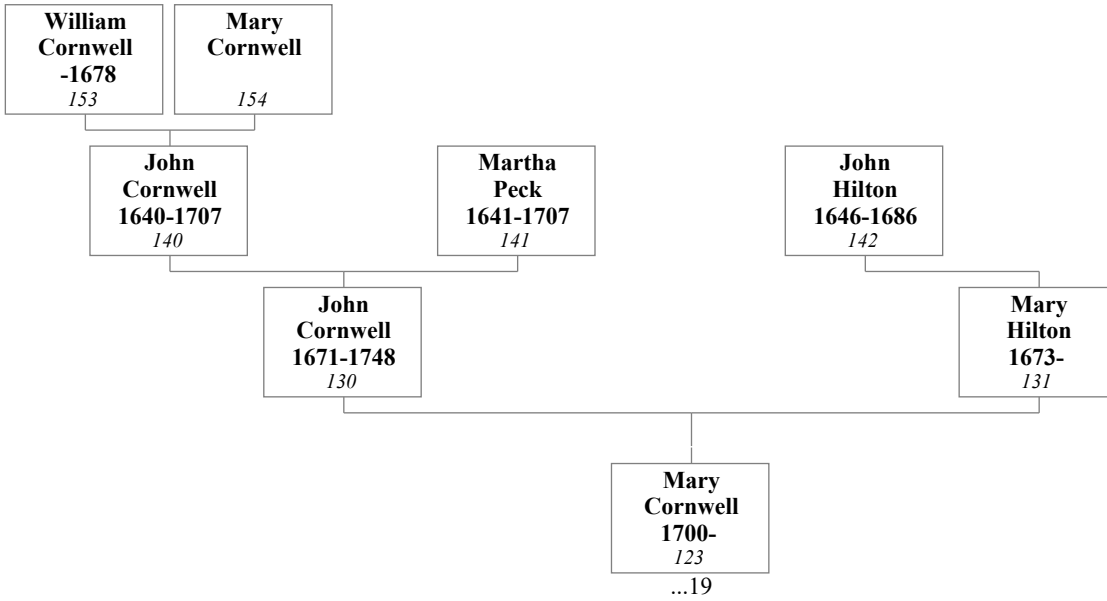 William
Cornwell
-1678
153
Mary
Cornwell
154
John
Cornwell
1640-1707
140
Martha
Peck
1641-1707
141
John
Hilton
1646-1686
142
John
Cornwell
1671-1748
130
Mary
Hilton
1673-
131
Mary
Cornwell
1700-
123
...19